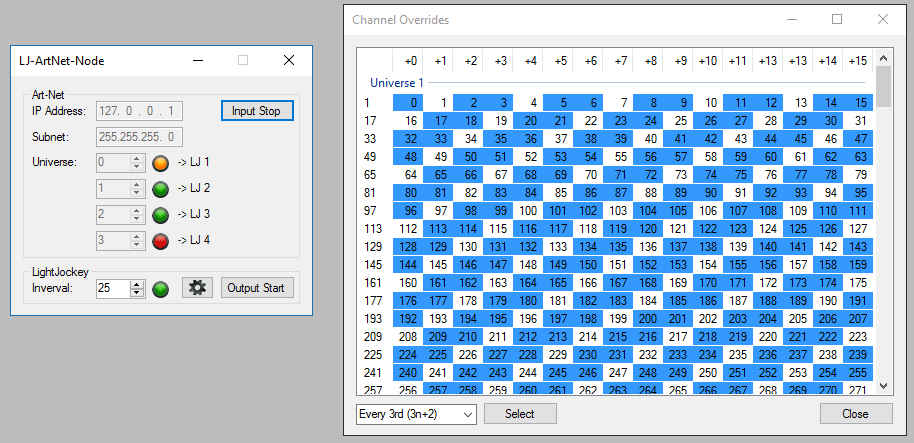 LJ-ArtNet-Node
Art-Net
IP Address: 127. 0 . 0 . 1 Input Stop
Subnet: 255.255.255. 0
Universe: 0 -> LJ 1
1 -> LJ 2
2 -> LJ 3
3 -> LJ 4
LightJockey
Inverval: 25 Output Start
Channel Overrides
+0 +1 +2 +3 +4 +5 +6 +7 +8 +9 +10 +11 +12 +13 +14 +15
Universe 1
1 0 1 2 3 4 5 6 7 8 9 10 11 12 13 14 15
17 16 17 18 19 20 21 22 23 24 25 26 27 28 29 30 31
33 32 33 34 35 36 37 38 39 40 41 42 43 44 45 46 47
49 48 49 50 51 52 53 54 55 56 57 58 59 60 61 62 63
65 64 65 66 67 68 69 70 71 72 73 74 75 76 77 78 79
81 80 81 82 83 84 85 86 87 88 89 90 91 92 93 94 95
97 96 97 98 99 100 101 102 103 104 105 106 107 108 109 110 111
113 112 113 114 115 116 117 118 119 120 121 122 123 124 125 126 127
129 128 129 130 131 132 133 134 135 136 137 138 139 140 141 142 143
145 144 145 146 147 148 149 150 151 152 153 154 155 156 157 158 159
161 160 161 162 163 164 165 166 167 168 169 170 171 172 173 174 175
177 176 177 178 179 180 181 182 183 184 185 186 187 188 189 190 191
193 192 193 194 195 196 197 198 199 200 201 202 203 204 205 206 207
209 208 209 210 211 212 213 214 215 216 217 218 219 220 221 222 223
225 224 225 226 227 228 229 230 231 232 233 234 235 236 237 238 239
241 240 241 242 243 244 245 246 247 248 249 250 251 252 253 254 255
257 256 257 258 259 260 261 262 263 264 265 266 267 268 269 270 271
Every 3rd (3n+2) Select Close